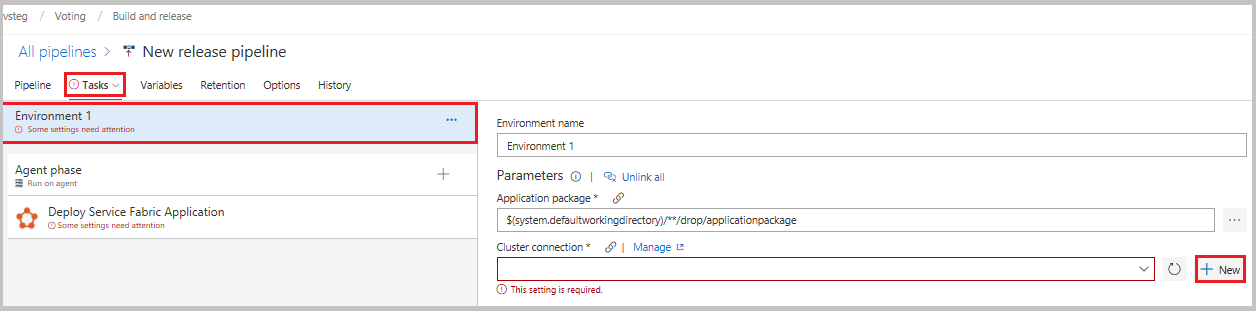 vsteg / Voting / Build and release
All pipelines > New release pipeline
Pipeline Tasks Variables Retention Options History
Environment 1
Some settings need attention
...
Agent phase
Run on agent
Deploy Service Fabric Application
Some settings need attention
Environment name
Environment 1
Parameters | Unlink all
Application package *
$(system.defaultworkingdirectory)/**/drop/applicationpackage
...
Cluster connection * | Manage
+ New
This setting is required.